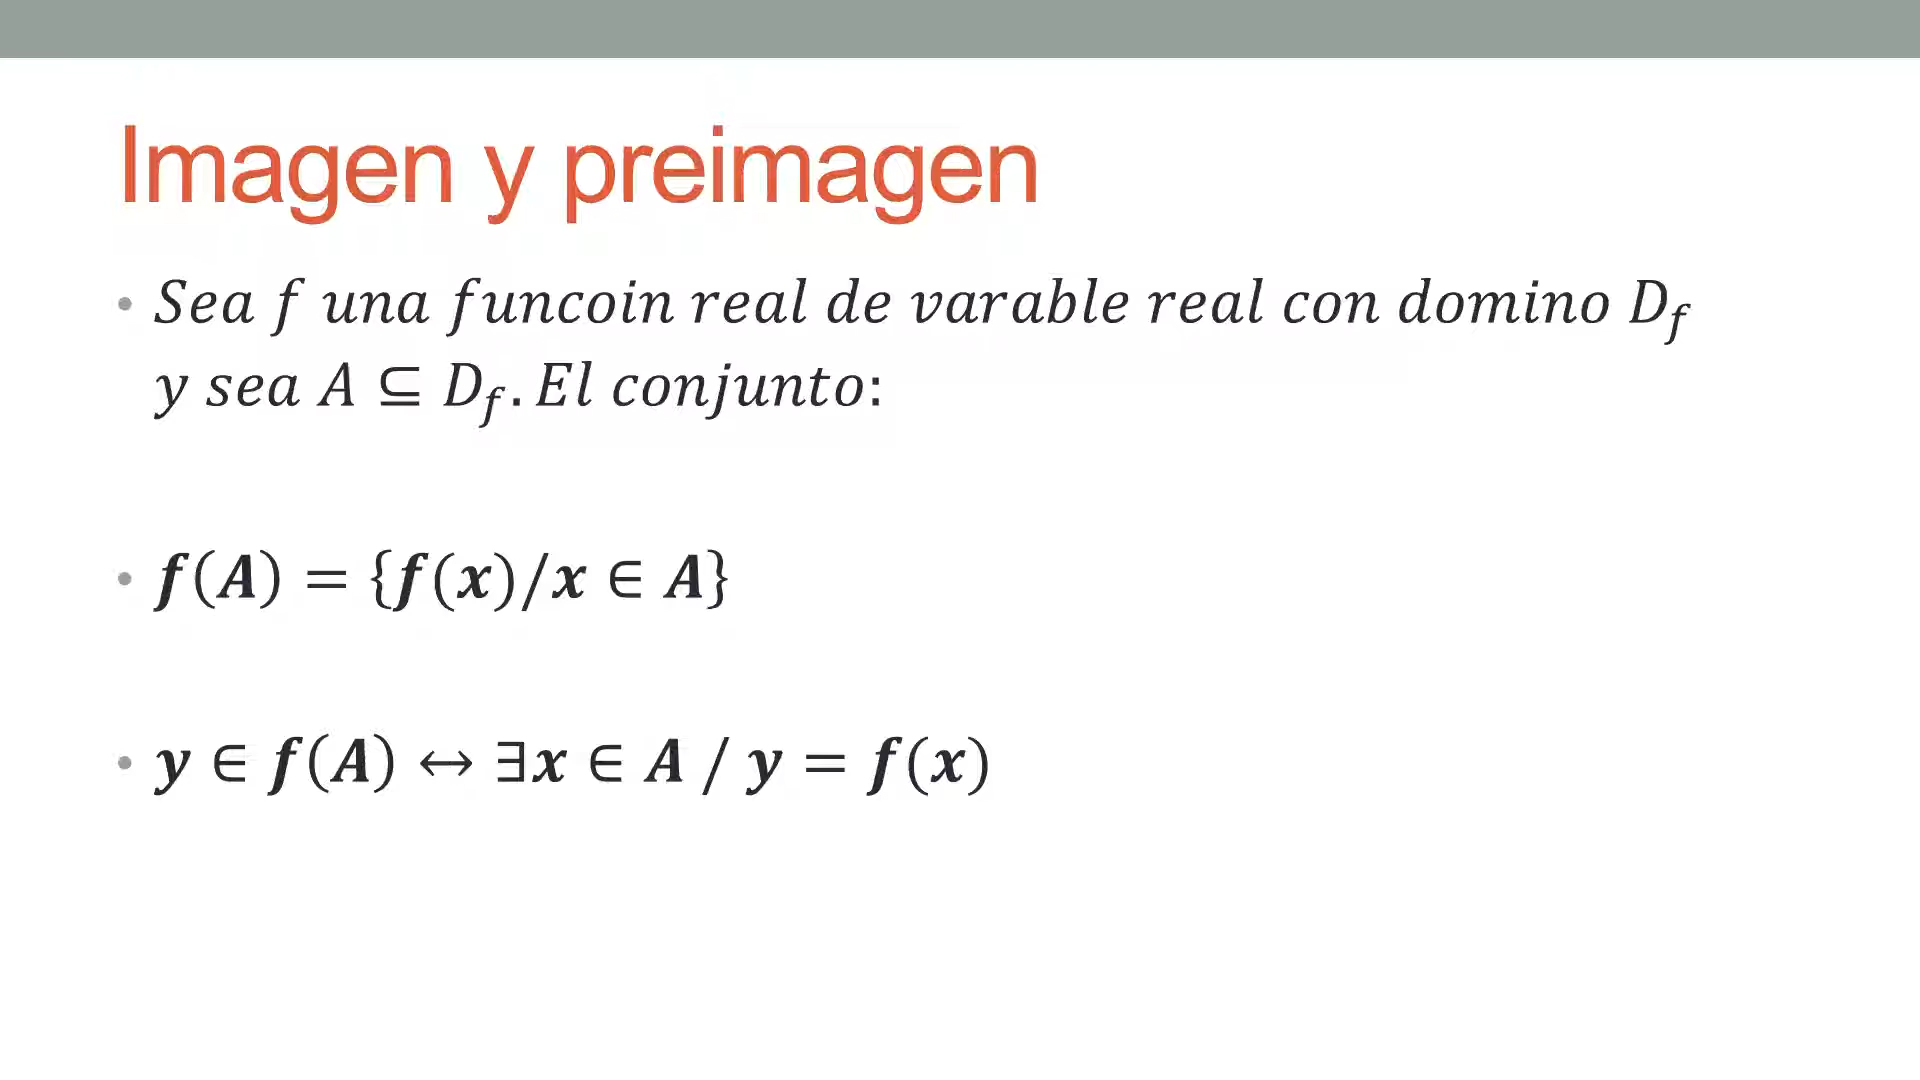 Imagen y preimagen
• Sea f una funcoin real de varable real con domino D_f
y sea A ⊆ D_f. El conjunto:
• f(A) = {f(x)/x ∈ A}
• y ∈ f(A) ↔ ∃x ∈ A / y = f(x)